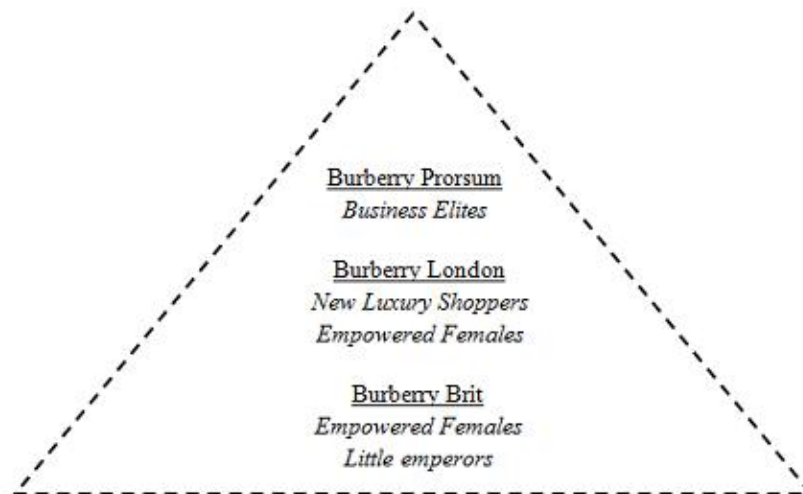 Burberry Prorsum
Business Elites
Burberry London
New Luxury Shoppers
Empowered Females
Burberry Brit
Empowered Females
Little emperors